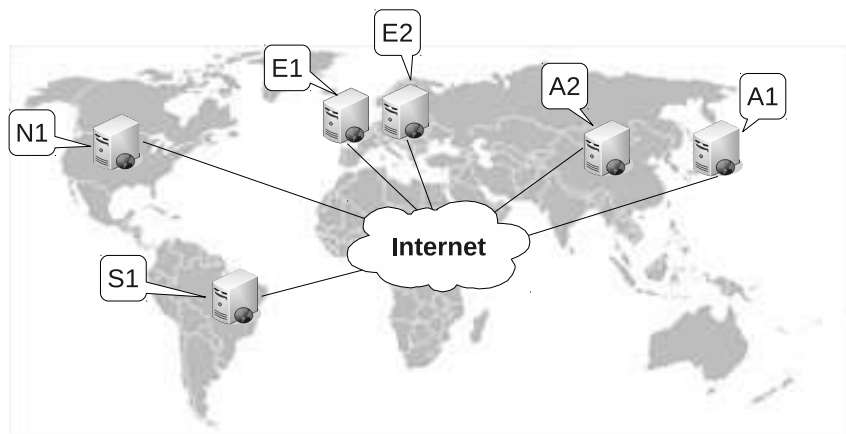 E2
E1
A2
A1
N1
Internet
S1